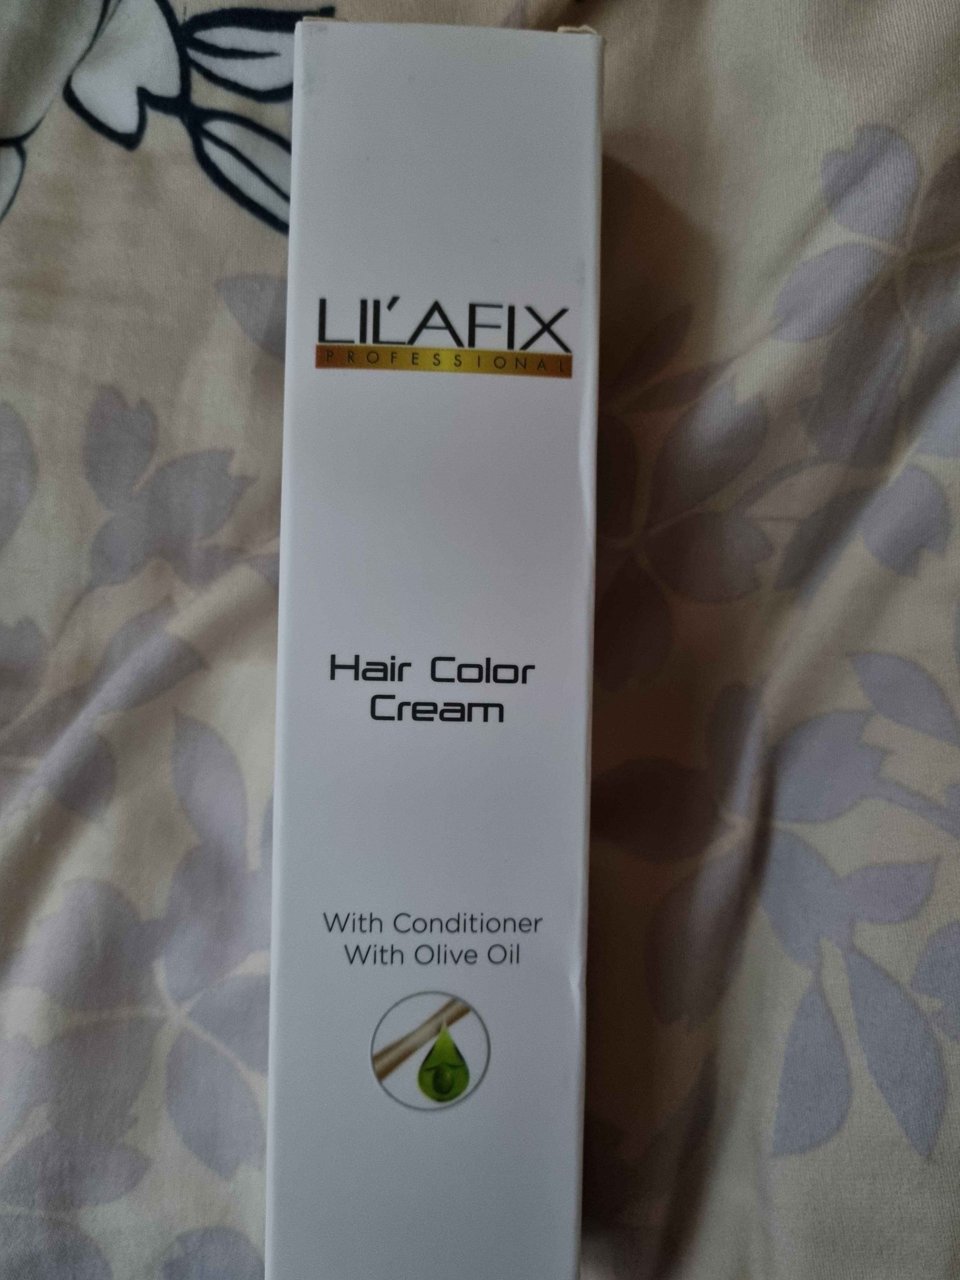 LIL'AFIX
PROFESSIONAL
Hair Color
Cream
With Conditioner
With Olive Oil